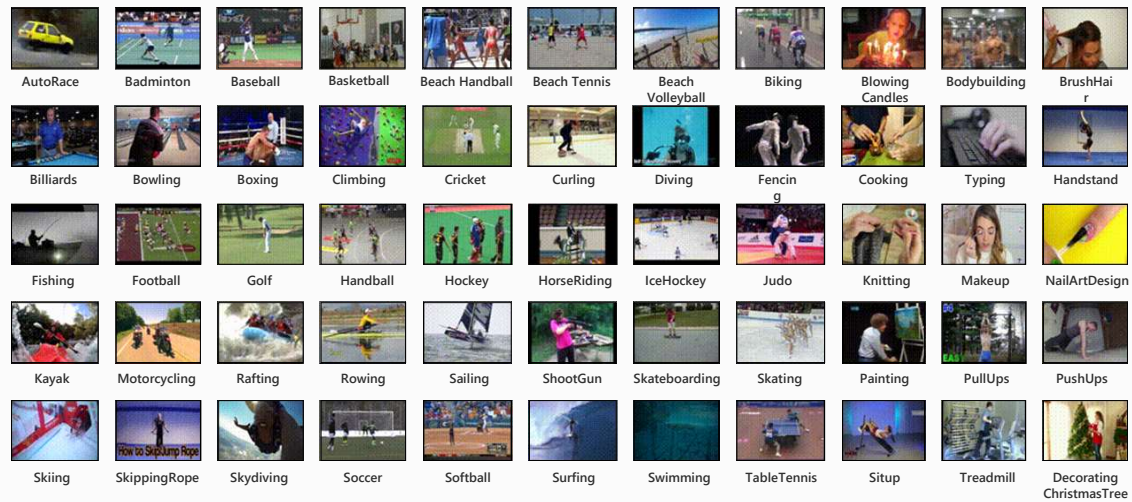 AutoRace
Badminton
Baseball
Basketball
Beach Handball
Beach Tennis
Beach
Volleyball
Biking
Blowing
Candles
Bodybuilding
BrushHai
r
Billiards
Bowling
Boxing
Climbing
Cricket
Curling
Diving
Fencin
g
Cooking
Typing
Handstand
Fishing
Football
Golf
Handball
Hockey
HorseRiding
IceHockey
Judo
Knitting
Makeup
NailArtDesign
EAS
Kayak
Motorcycling
Rafting
Rowing
Sailing
ShootGun
Skateboarding
Skating
Painting
PullUps
PushUps
How to Skip/Jump Rope
Skiing
SkippingRope
Skydiving
Soccer
Softball
Surfing
Swimming
TableTennis
Situp
Treadmill
Decorating
ChristmasTree